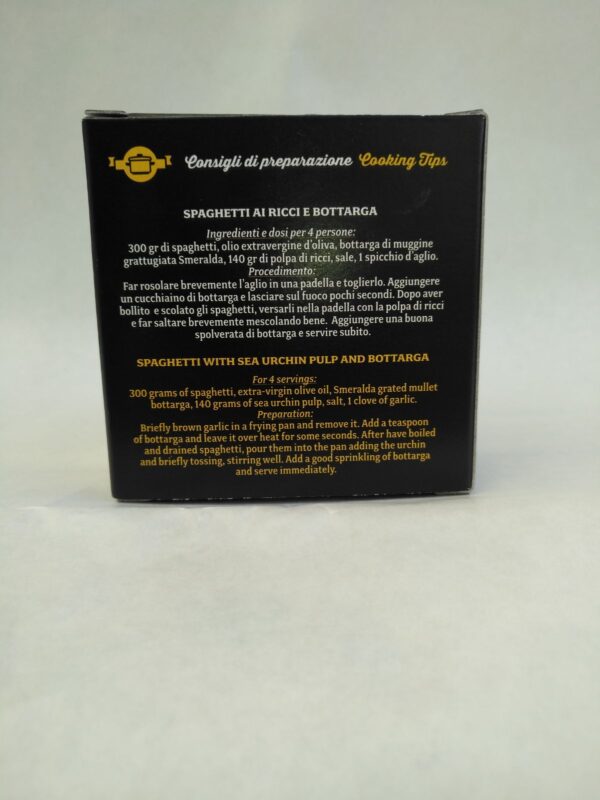 Consigli di preparazione Cooking Tips
SPAGHETTI AI RICCI E BOTTARGA
Ingredienti e dosi per 4 persone:
300 gr di spaghetti, olio extravergine d'oliva, bottarga di muggine
grattugiata Smeralda, 140 gr di polpa di ricci, sale, 1 spicchio d'aglio.
Procedimento:
Far rosolare brevemente l'aglio in una padella e toglierlo. Aggiungere
un cucchiaino di bottarga e lasciare sul fuoco pochi secondi. Dopo aver
bollito e scolato gli spaghetti, versarli nella padella con la polpa di ricci
e far saltare brevemente mescolando bene. Aggiungere una buona
spolverata di bottarga e servire subito.
SPAGHETTI WITH SEA URCHIN PULP AND BOTTARGA
For 4 servings:
300 grams of spaghetti, extra-virgin olive oil, Smeralda grated mullet
bottarga, 140 grams of sea urchin pulp, salt, 1 clove of garlic.
Preparation:
Briefly brown garlic in a frying pan and remove it. Add a teaspoon
of bottarga and leave it over heat for some seconds. After have boiled
and drained spaghetti, pour them into the pan adding the urchin
and briefly tossing, stirring well. Add a good sprinkling of bottarga
and serve immediately.